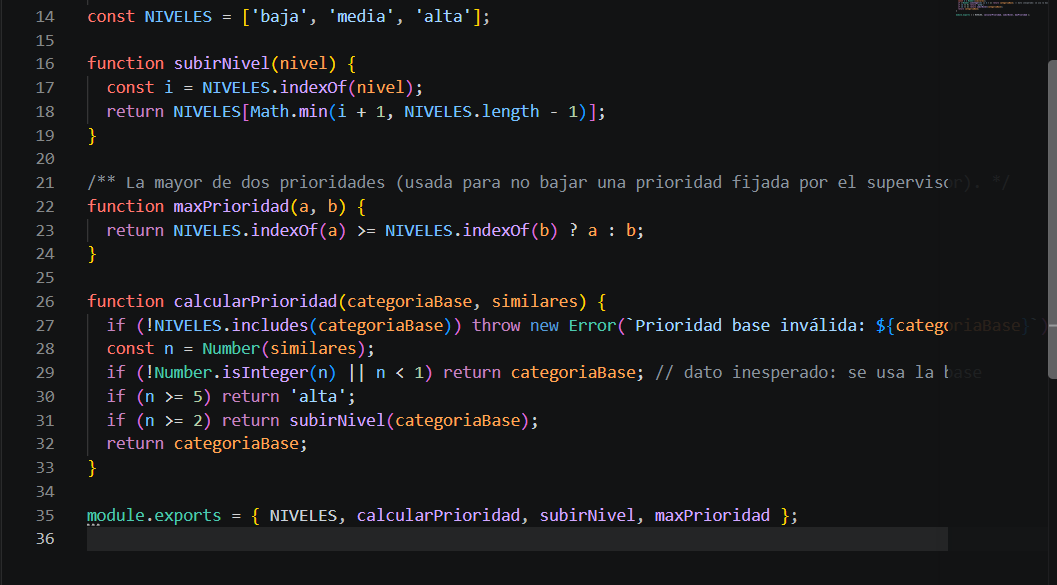 14 const NIVELES = ['baja', 'media', 'alta'];
15
16 function subirNivel(nivel) {
17 const i = NIVELES.indexOf(nivel);
18 return NIVELES[Math.min(i + 1, NIVELES.length - 1)];
19 }
20
21 /** La mayor de dos prioridades (usada para no bajar una prioridad fijada por el supervisor). */
22 function maxPrioridad(a, b) {
23 return NIVELES.indexOf(a) >= NIVELES.indexOf(b) ? a : b;
24 }
25
26 function calcularPrioridad(categoriaBase, similares) {
27 if (!NIVELES.includes(categoriaBase)) throw new Error(`Prioridad base inválida: ${categoriaBase}`)
28 const n = Number(similares);
29 if (!Number.isInteger(n) || n < 1) return categoriaBase; // dato inesperado: se usa la base
30 if (n >= 5) return 'alta';
31 if (n >= 2) return subirNivel(categoriaBase);
32 return categoriaBase;
33 }
34
35 module.exports = { NIVELES, calcularPrioridad, subirNivel, maxPrioridad };
36